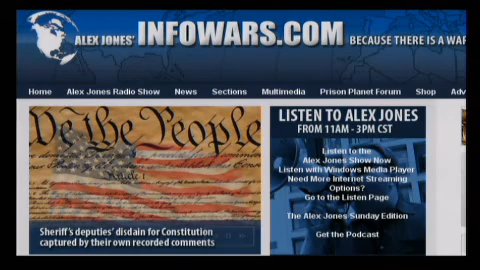 ALEX JONES' INFOWARS.COM BECAUSE THERE IS A WAR
Home Alex Jones Radio Show News Sections Multimedia Prison Planet Forum Shop Adv
We the People
Article 1
Sheriff's deputies' disdain for Constitution
captured by their own recorded comments
LISTEN TO ALEX JONES
FROM 11AM - 3PM CST
Listen to the
Alex Jones Show Now
Listen with Windows Media Player
Need More Internet Streaming
Options?
Go to the Listen Page
The Alex Jones Sunday Edition
Get the Podcast